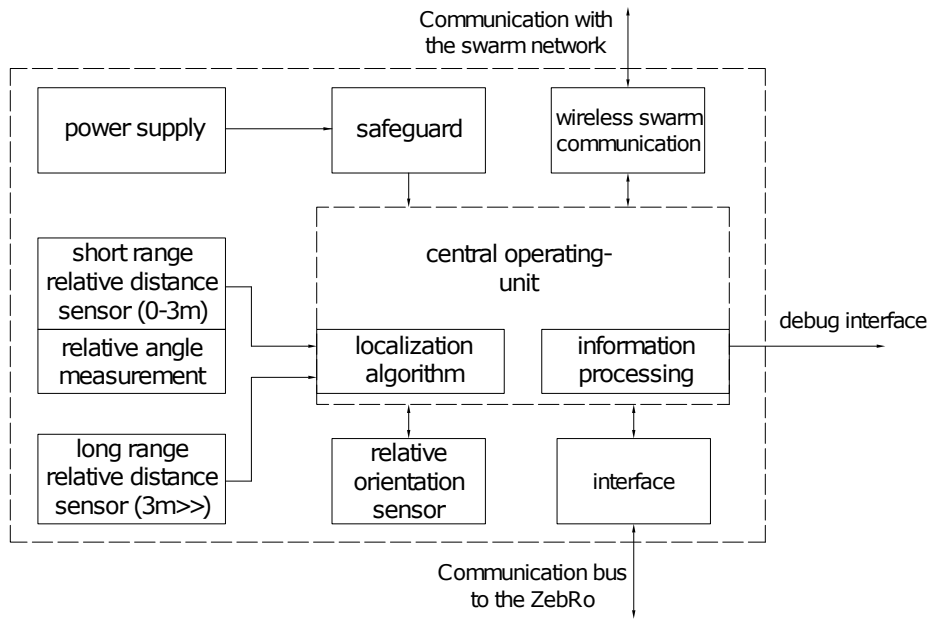 Communication with
the swarm network
power supply
safeguard
wireless swarm
communication
central operating-
unit
short range
relative distance
sensor (0-3m)
relative angle
measurement
localization
algorithm
information
processing
debug interface
long range
relative distance
sensor (3m>>)
relative
orientation
sensor
interface
Communication bus
to the ZebRo